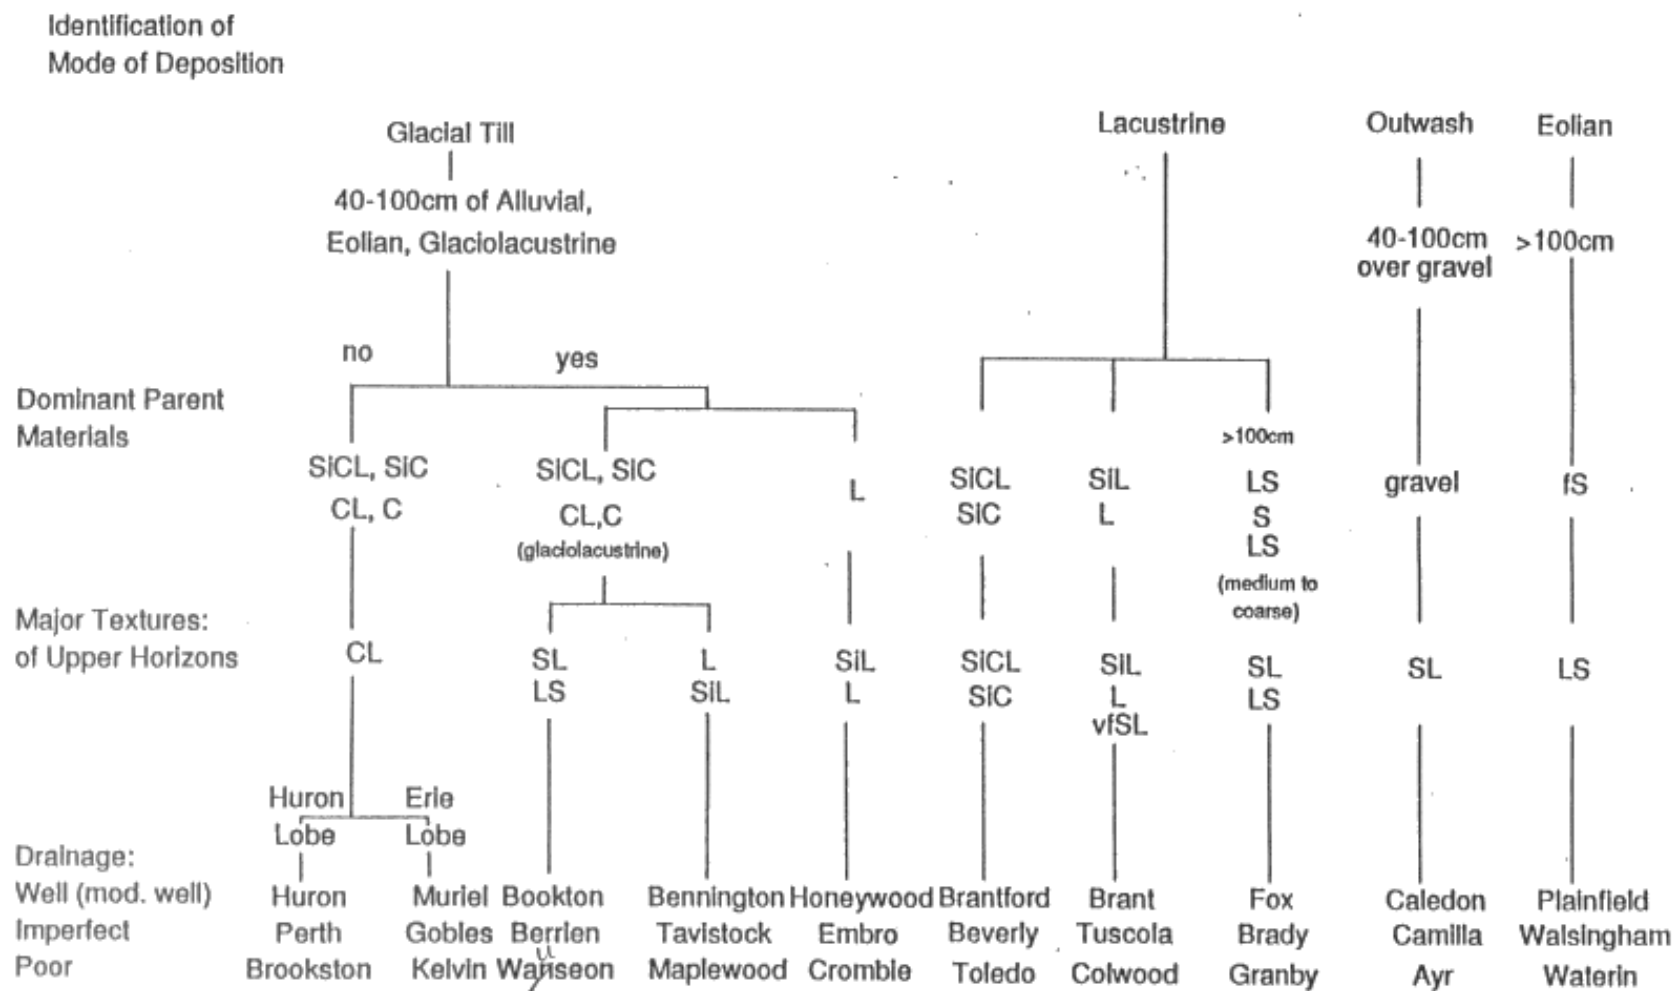 Identification of
Mode of Deposition
Glacial Till
Lacustrine
Outwash
Eolian
40-100cm of Alluvial,
Eolian, Glaciolacustrine
40-100cm
over gravel
>100cm
no
yes
Dominant Parent
Materials
SiCL, SiC
CL, C
SiCL, SiC
CL,C
(glaciolacustrine)
L
SiCL
SiC
SiL
L
>100cm
LS
S
LS
(medium to
coarse)
gravel
fS
Major Textures:
of Upper Horizons
CL
SL
LS
L
SiL
SiL
L
SiCL
SiC
SiL
L
vfSL
SL
LS
SL
LS
Huron
Lobe
Erie
Lobe
Drainage:
Well (mod. well) Huron Muriel Bookton Bennington Honeywood Brantford Brant Fox Caledon Plainfield
Imperfect Perth Gobles Berrien Tavistock Embro Beverly Tuscola Brady Camilla Walsingham
Poor Brookston Kelvin Wanseon Maplewood Crombie Toledo Colwood Granby Ayr Waterin
u